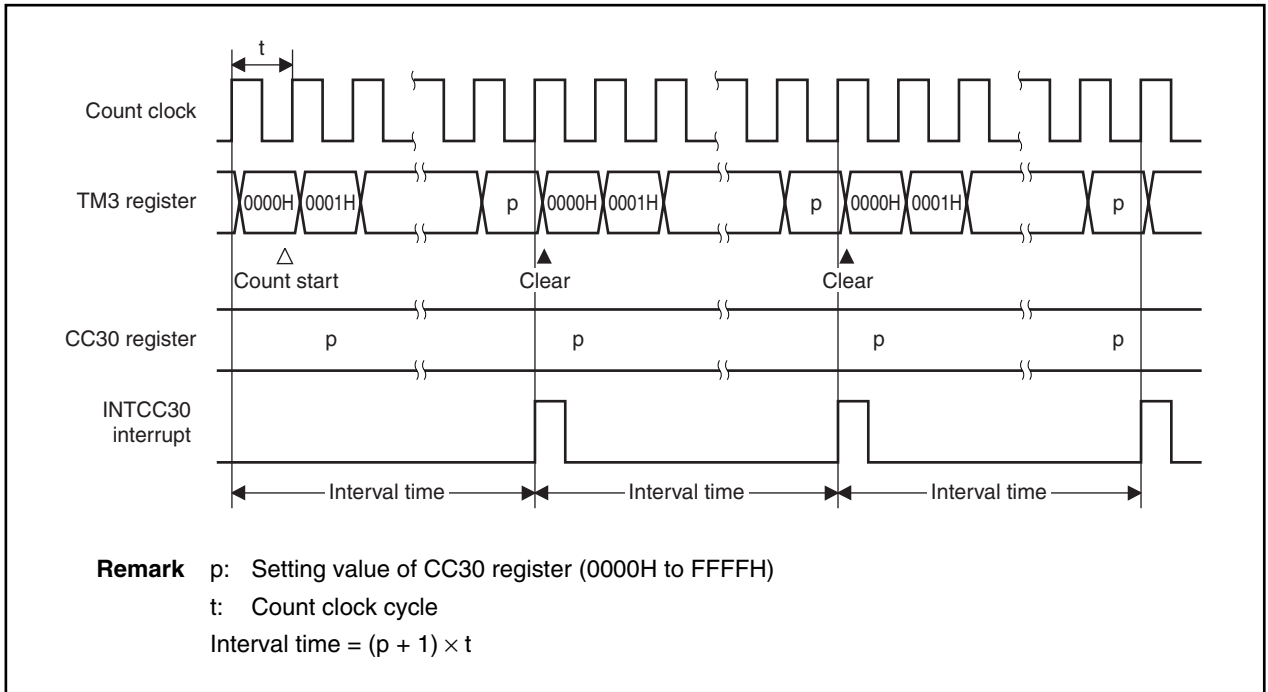 t
Count clock
TM3 register
0000H 0001H p 0000H 0001H p 0000H 0001H p
Count start Clear Clear
CC30 register
p p p p
INTCC30
interrupt
Interval time Interval time Interval time
Remark p: Setting value of CC30 register (0000H to FFFFH)
t: Count clock cycle
Interval time = (p + 1) × t